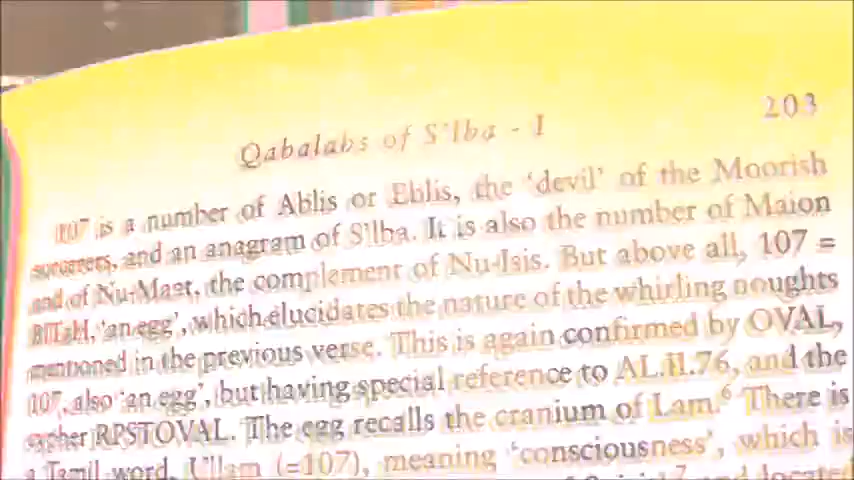 203
Qabalahs of S'lba - I
107 is a number of Ablis or Eblis, the 'devil' of the Moorish
sorcerers, and an anagram of S'lba. It is also the number of Maion
and of Nu-Maat, the complement of Nu-Isis. But above all, 107 =
'an egg', which elucidates the nature of the whirling noughts
mentioned in the previous verse. This is again confirmed by OVAL,
107, also 'an egg', but having special reference to AL.II.76, and the
cypher RPSTOVAL. The egg recalls the cranium of Lam.6 There is
a Tamil word, Ullam (=107), meaning 'consciousness', which is
and located